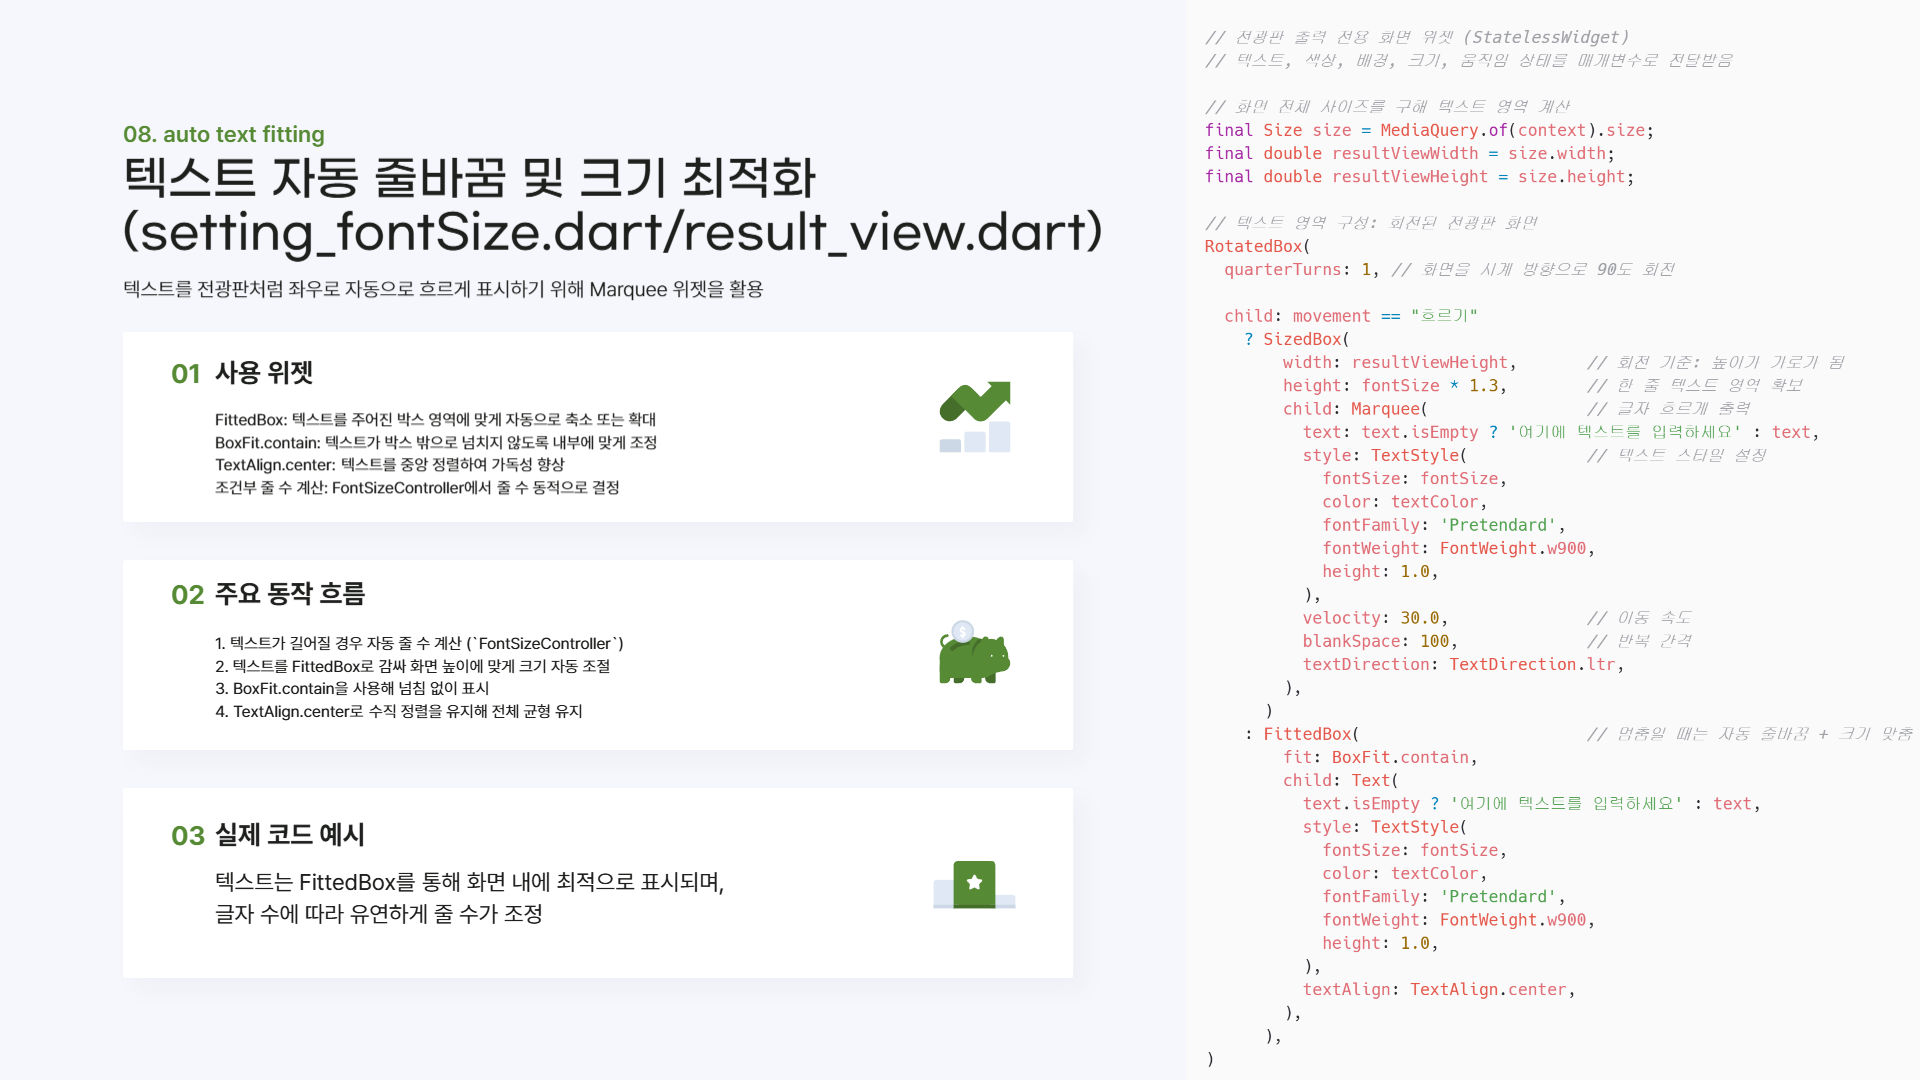 08. auto text fitting
텍스트 자동 줄바꿈 및 크기 최적화
(setting_fontSize.dart/result_view.dart)
텍스트를 전광판처럼 좌우로 자동으로 흐르게 표시하기 위해 Marquee 위젯을 활용
01 사용 위젯
FittedBox: 텍스트를 주어진 박스 영역에 맞게 자동으로 축소 또는 확대
BoxFit.contain: 텍스트가 박스 밖으로 넘치지 않도록 내부에 맞게 조정
TextAlign.center: 텍스트를 중앙 정렬하여 가독성 향상
조건부 줄 수 계산: FontSizeController에서 줄 수 동적으로 결정
02 주요 동작 흐름
1. 텍스트가 길어질 경우 자동 줄 수 계산 (`FontSizeController`)
2. 텍스트를 FittedBox로 감싸 화면 높이에 맞게 크기 자동 조절
3. BoxFit.contain을 사용해 넘침 없이 표시
4. TextAlign.center로 수직 정렬을 유지해 전체 균형 유지
$
03 실제 코드 예시
텍스트는 FittedBox를 통해 화면 내에 최적으로 표시되며,
글자 수에 따라 유연하게 줄 수가 조정
// 전광판 출력 전용 화면 위젯 (StatelessWidget)
// 텍스트, 색상, 배경, 크기, 움직임 상태를 매개변수로 전달받음
// 화면 전체 사이즈를 구해 텍스트 영역 계산
final Size size = MediaQuery.of(context).size;
final double resultViewWidth = size.width;
final double resultViewHeight = size.height;
// 텍스트 영역 구성: 회전된 전광판 화면
RotatedBox(
quarterTurns: 1, // 화면을 시계 방향으로 90도 회전
child: movement == "흐르기"
? SizedBox(
width: resultViewHeight, // 회전 기준: 높이가 가로가 됨
height: fontSize * 1.3, // 한 줄 텍스트 영역 확보
child: Marquee( // 글자 흐르게 출력
text: text.isEmpty ? '여기에 텍스트를 입력하세요' : text,
style: TextStyle( // 텍스트 스타일 설정
fontSize: fontSize,
color: textColor,
fontFamily: 'Pretendard',
fontWeight: FontWeight.w900,
height: 1.0,
),
velocity: 30.0, // 이동 속도
blankSpace: 100, // 반복 간격
textDirection: TextDirection.ltr,
),
)
: FittedBox( // 멈춤일 때는 자동 줄바꿈 + 크기 맞춤
fit: BoxFit.contain,
child: Text(
text.isEmpty ? '여기에 텍스트를 입력하세요' : text,
style: TextStyle(
fontSize: fontSize,
color: textColor,
fontFamily: 'Pretendard',
fontWeight: FontWeight.w900,
height: 1.0,
),
textAlign: TextAlign.center,
),
),
)